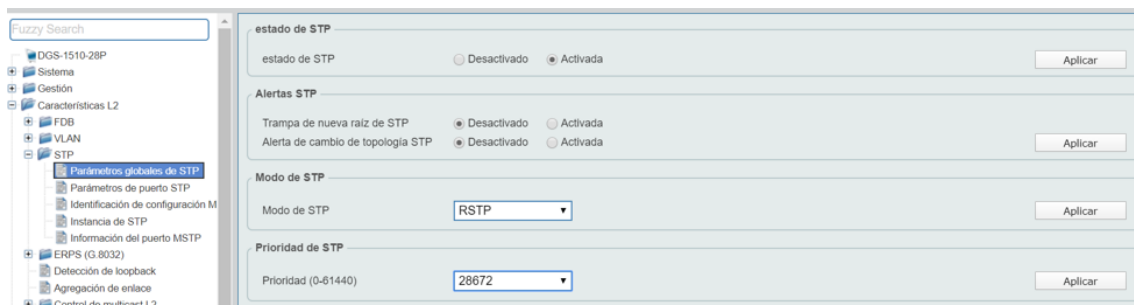 Fuzzy Search
DGS-1510-28P
Sistema
Gestión
Características L2
FDB
VLAN
STP
Parámetros globales de STP
Parámetros de puerto STP
Identificación de configuración M
Instancia de STP
Información del puerto MSTP
ERPS (G.8032)
Detección de loopback
Agregación de enlace
Control de multicast L2
estado de STP
estado de STP Desactivado Activada Aplicar
Alertas STP
Trampa de nueva raíz de STP Desactivado Activada
Alerta de cambio de topología STP Desactivado Activada Aplicar
Modo de STP
Modo de STP RSTP Aplicar
Prioridad de STP
Prioridad (0-61440) 28672 Aplicar